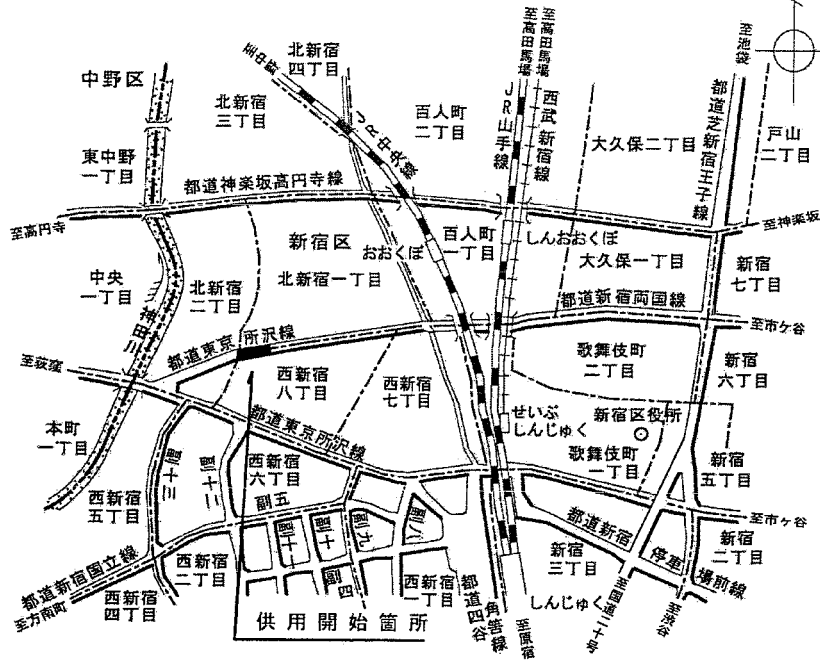 中野区
北新宿
四丁目
至中野
至高田馬場
至高田馬場
至池袋
北新宿
三丁目
JR中央線
百人町
二丁目
JR山手線
西武新宿線
大久保二丁目
都道芝新宿王子線
戸山
二丁目
東中野
一丁目
都道神楽坂高円寺線
至高円寺
至神楽坂
新宿区
おおくぼ
百人町
一丁目
しんおおくぼ
中央
一丁目
北新宿
二丁目
北新宿一丁目
大久保一丁目
新宿
七丁目
都道新宿両国線
至市ケ谷
至荻窪
都道東京所沢線
西新宿
八丁目
西新宿
七丁目
歌舞伎町
二丁目
新宿
六丁目
せいぶ
しんじゅく
新宿区役所
本町
一丁目
都道東京所沢線
歌舞伎町
一丁目
新宿
五丁目
副十三
副十二
西新宿
六丁目
西新宿
五丁目
副五
副十一
副十
副九
副八
副四
都道新宿
停車場前線
至市ケ谷
新宿
二丁目
新宿
三丁目
都道新宿国立線
至方南町
西新宿
四丁目
西新宿
二丁目
西新宿
一丁目
都道四谷
角筈線
しんじゅく
至原宿
至国道二十号
至渋谷
供用開始箇所